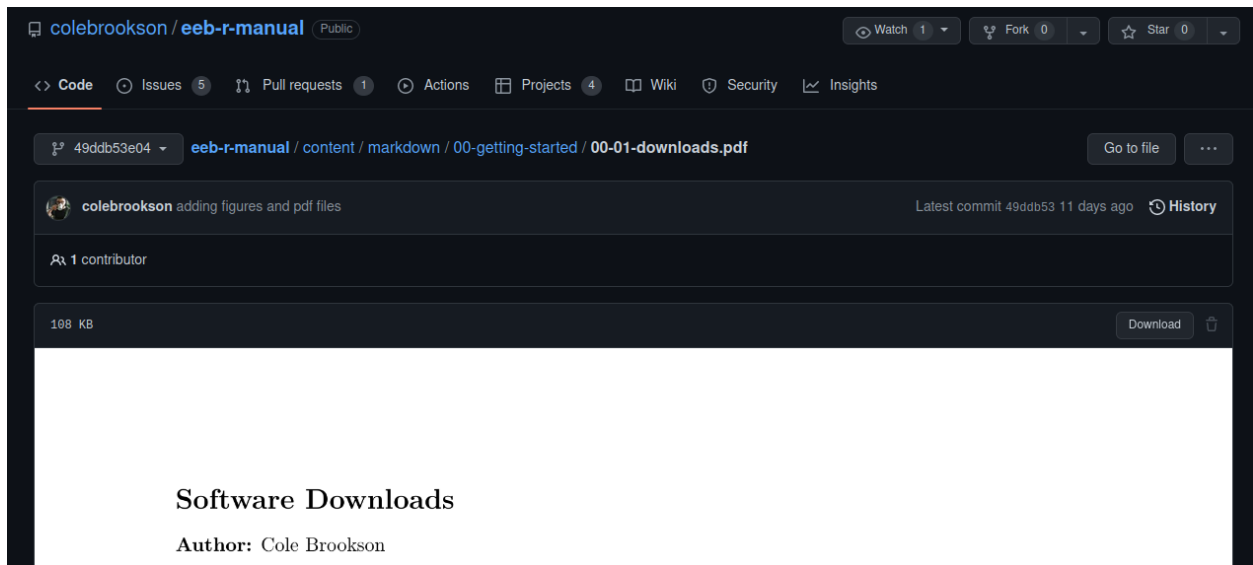 colebrookson / eeb-r-manual Public
Watch 1 Fork 0 Star 0
<> Code Issues 5 Pull requests 1 Actions Projects 4 Wiki Security Insights
49ddb53e04 eeb-r-manual / content / markdown / 00-getting-started / 00-01-downloads.pdf Go to file ...
colebrookson adding figures and pdf files Latest commit 49ddb53 11 days ago History
1 contributor
108 KB Download
Software Downloads
Author: Cole Brookson